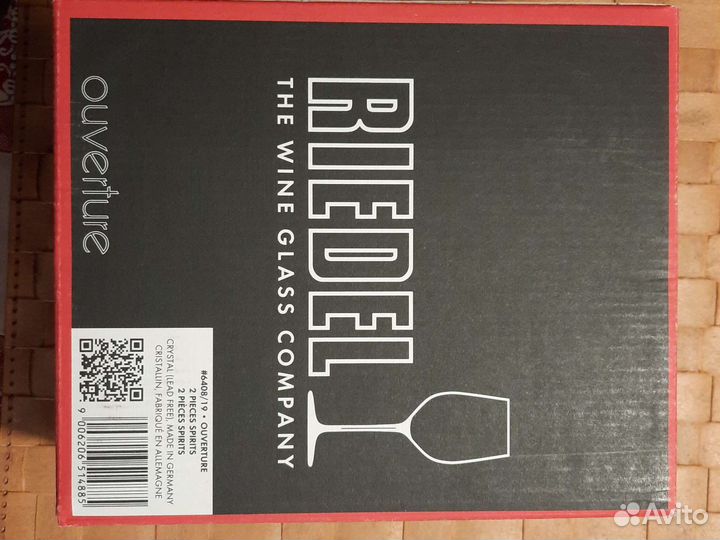 RIEDEL
THE WINE GLASS COMPANY
ouverture
#6408/19 • OUVERTURE
2 PIECES SPIRITS
2 PIÈCES SPIRITS
CRYSTAL (LEAD FREE), MADE IN GERMANY
CRISTALLIN, FABRIQUÉ EN ALLEMAGNE
9 006206 514885
Avito